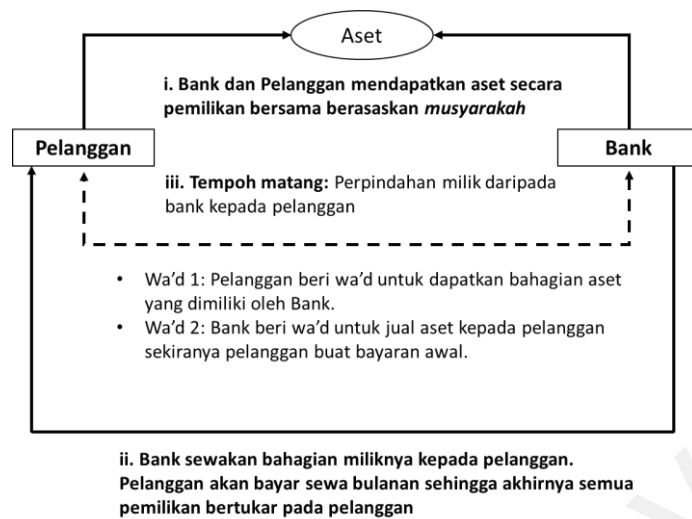 Aset
i. Bank dan Pelanggan mendapatkan aset secara
pemilikan bersama berasaskan musyarakah
Pelanggan
Bank
iii. Tempoh matang: Perpindahan milik daripada
bank kepada pelanggan
• Wa'd 1: Pelanggan beri wa'd untuk dapatkan bahagian aset
yang dimiliki oleh Bank.
• Wa'd 2: Bank beri wa'd untuk jual aset kepada pelanggan
sekiranya pelanggan buat bayaran awal.
ii. Bank sewakan bahagian miliknya kepada pelanggan.
Pelanggan akan bayar sewa bulanan sehingga akhirnya semua
pemilikan bertukar pada pelanggan